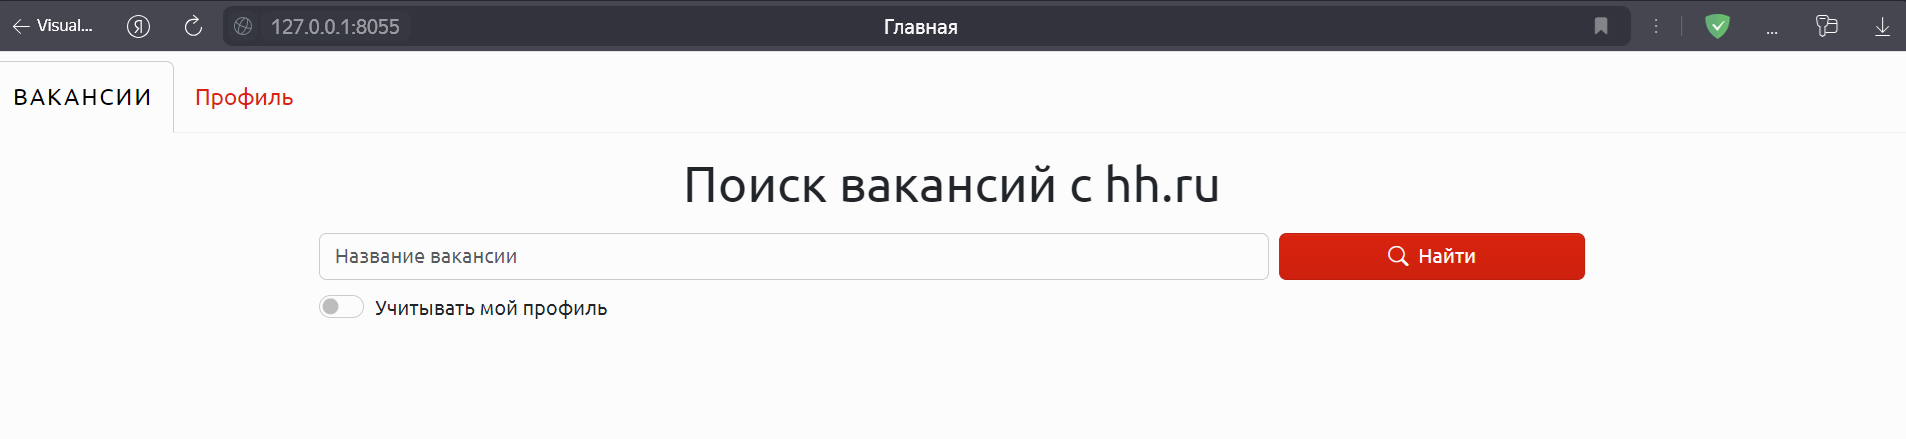 Visual... Я 127.0.0.1:8055 Главная ...
ВАКАНСИИ Профиль
Поиск вакансий с hh.ru
Название вакансии Найти
Учитывать мой профиль